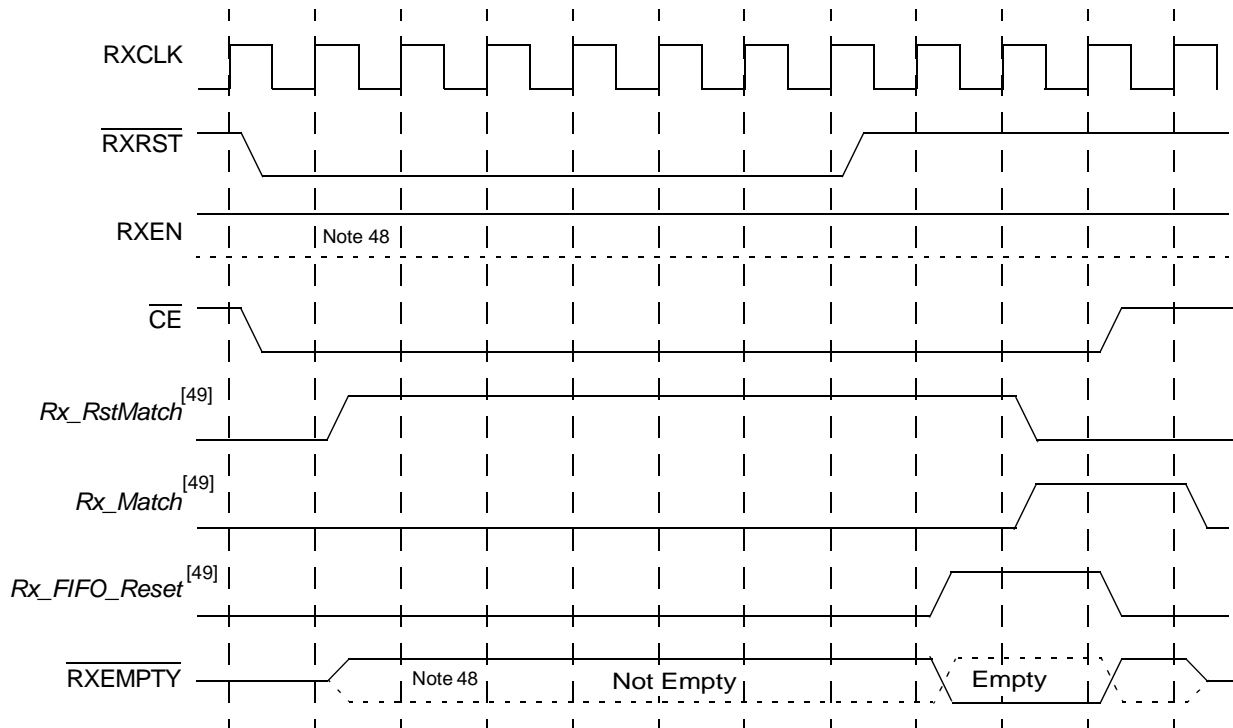 RXCLK
RXRST
RXEN
Note 48
CE
Rx_RstMatch[49]
Rx_Match[49]
Rx_FIFO_Reset[49]
RXEMPTY
Note 48
Not Empty
Empty